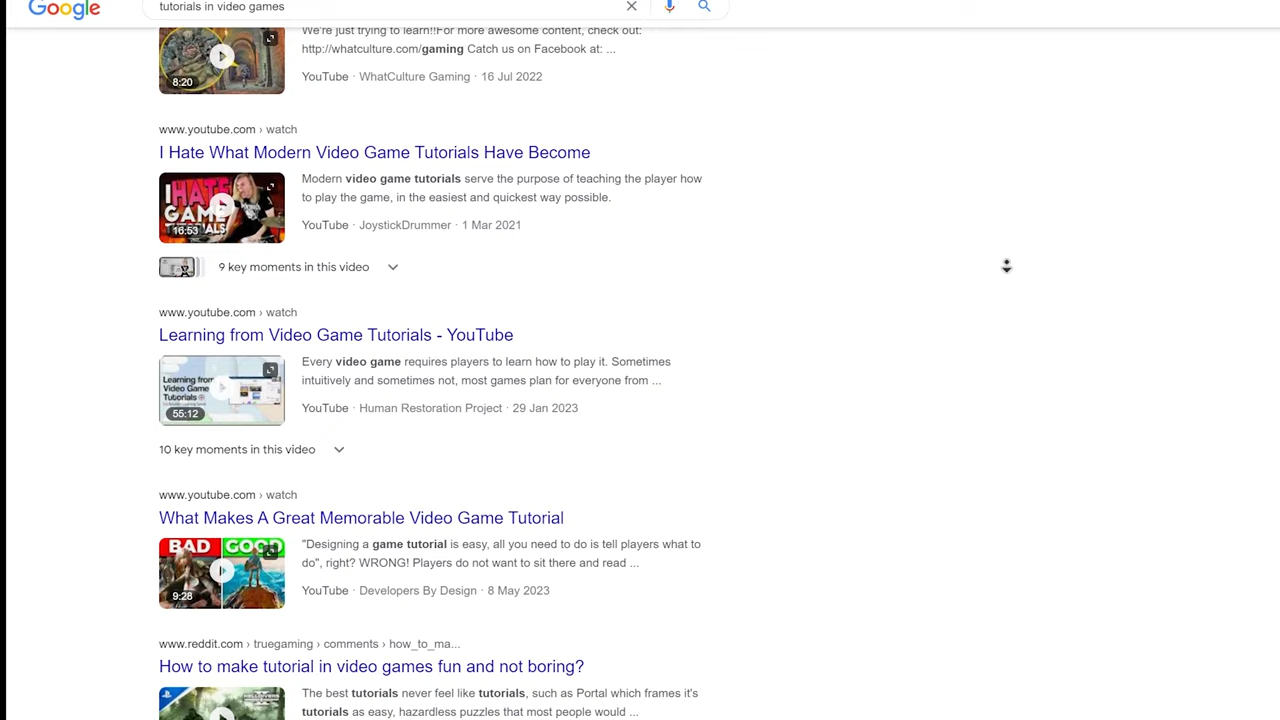 Google
tutorials in video games
We're just trying to learn!!For more awesome content, check out:
http://whatculture.com/gaming Catch us on Facebook at: ...
8:20
YouTube · WhatCulture Gaming · 16 Jul 2022
www.youtube.com › watch
I Hate What Modern Video Game Tutorials Have Become
I HATE
GAME
TUTORIALS
16:53
Modern video game tutorials serve the purpose of teaching the player how
to play the game, in the easiest and quickest way possible.
YouTube · JoystickDrummer · 1 Mar 2021
9 key moments in this video
www.youtube.com › watch
Learning from Video Game Tutorials - YouTube
Learning from
Video Game
Tutorials
55:12
Every video game requires players to learn how to play it. Sometimes
intuitively and sometimes not, most games plan for everyone from ...
YouTube · Human Restoration Project · 29 Jan 2023
10 key moments in this video
www.youtube.com › watch
What Makes A Great Memorable Video Game Tutorial
BAD GOOD
9:28
"Designing a game tutorial is easy, all you need to do is tell players what to
do", right? WRONG! Players do not want to sit there and read ...
YouTube · Developers By Design · 8 May 2023
www.reddit.com › truegaming › comments › how_to_ma...
How to make tutorial in video games fun and not boring?
The best tutorials never feel like tutorials, such as Portal which frames it's
tutorials as easy, hazardless puzzles that most people would ...